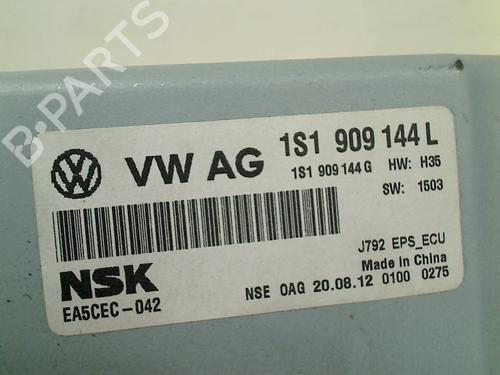 B-PARTS
VW AG
1S1 909 144 L
1S1 909 144 G HW: H35
SW: 1503
J792 EPS_ECU
Made in China
NSK
EA5CEC-042
NSE OAG 20.08.12 0100 0275